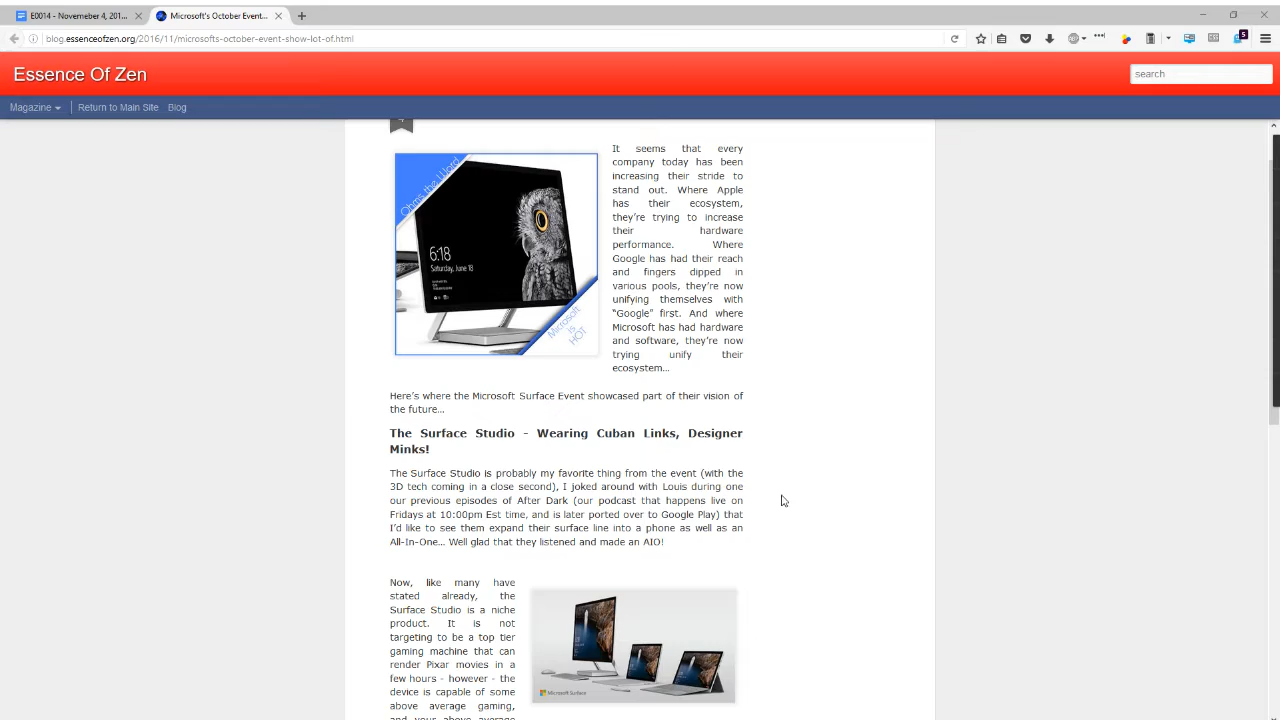 E0014 - Novemeber 4, 201...
Microsoft's October Event...
blog.essenceofzen.org/2016/11/microsofts-october-event-show-lot-of.html
5
Essence Of Zen
search
Magazine
Return to Main Site
Blog
It seems that every
company today has been
increasing their stride to
stand out. Where Apple
has their ecosystem,
they're trying to increase
their hardware
performance. Where
Google has had their reach
and fingers dipped in
various pools, they're now
unifying themselves with
"Google" first. And where
Microsoft has had hardware
and software, they're now
trying unify their
ecosystem...
Ohms the Word
6:18
Saturday, June 18
Microsoft
is
HOT
Here's where the Microsoft Surface Event showcased part of their vision of
the future...
The Surface Studio - Wearing Cuban Links, Designer
Minks!
The Surface Studio is probably my favorite thing from the event (with the
3D tech coming in a close second), I joked around with Louis during one
our previous episodes of After Dark (our podcast that happens live on
Fridays at 10:00pm Est time, and is later ported over to Google Play) that
I'd like to see them expand their surface line into a phone as well as an
All-In-One... Well glad that they listened and made an AIO!
Now, like many have
stated already, the
Surface Studio is a niche
product. It is not
targeting to be a top tier
gaming machine that can
render Pixar movies in a
few hours - however - the
device is capable of some
above average gaming,
and your above average
Microsoft Surface